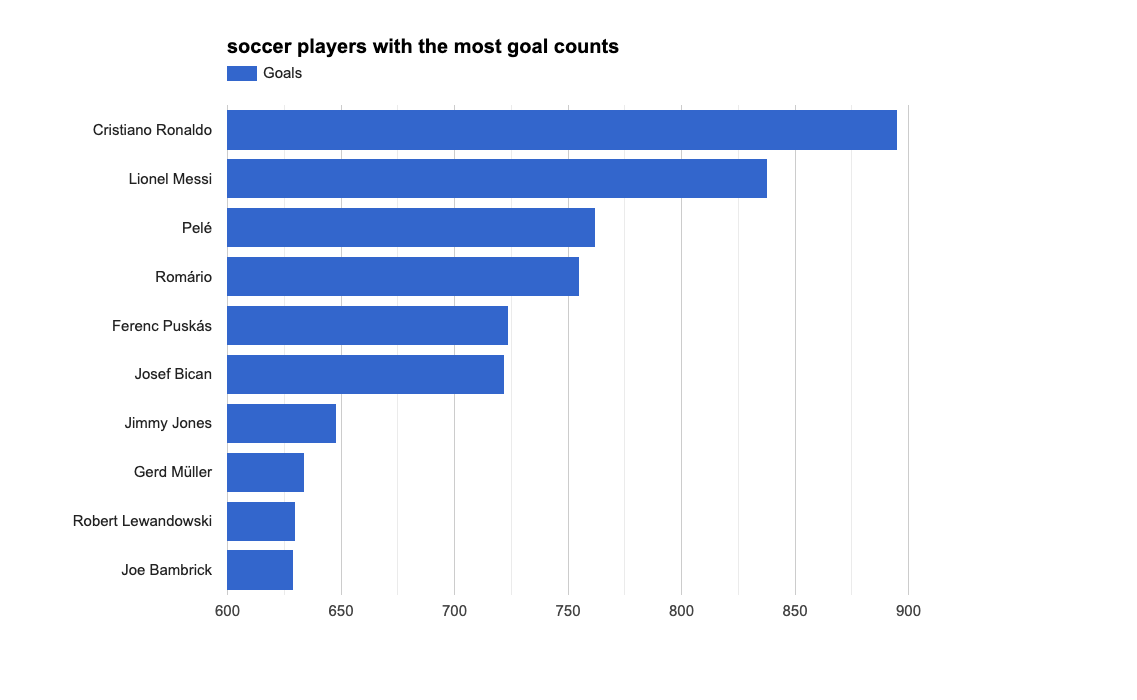 soccer players with the most goal counts
Goals
Cristiano Ronaldo
Lionel Messi
Pelé
Romário
Ferenc Puskás
Josef Bican
Jimmy Jones
Gerd Müller
Robert Lewandowski
Joe Bambrick
600 650 700 750 800 850 900